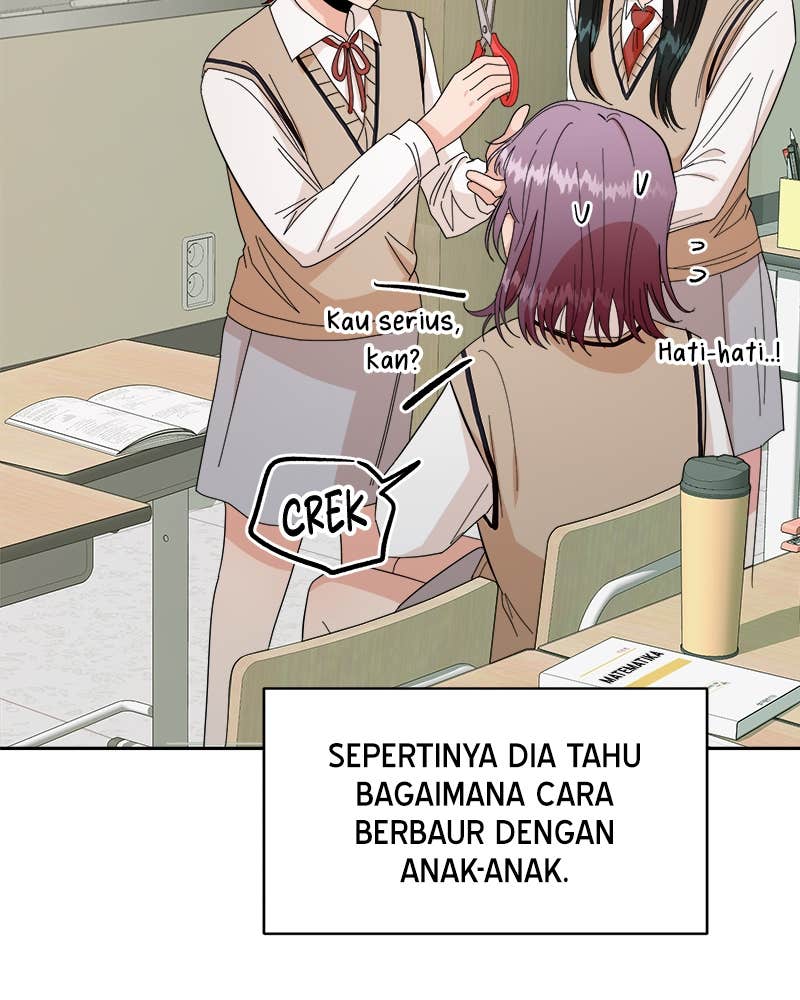 Kau serius,
kan?
Hati-hati..!
CREK
MATEMATIKA
SEPERTINYA DIA TAHU
BAGAIMANA CARA
BERBAUR DENGAN
ANAK-ANAK.